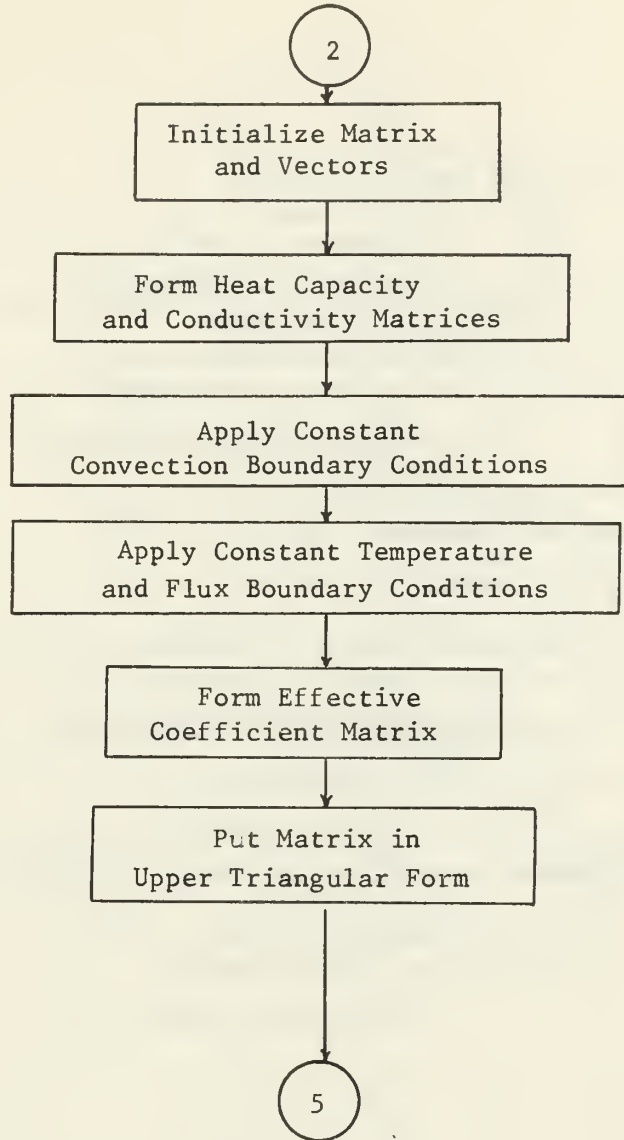 2
Initialize Matrix
and Vectors
Form Heat Capacity
and Conductivity Matrices
Apply Constant
Convection Boundary Conditions
Apply Constant Temperature
and Flux Boundary Conditions
Form Effective
Coefficient Matrix
Put Matrix in
Upper Triangular Form
5